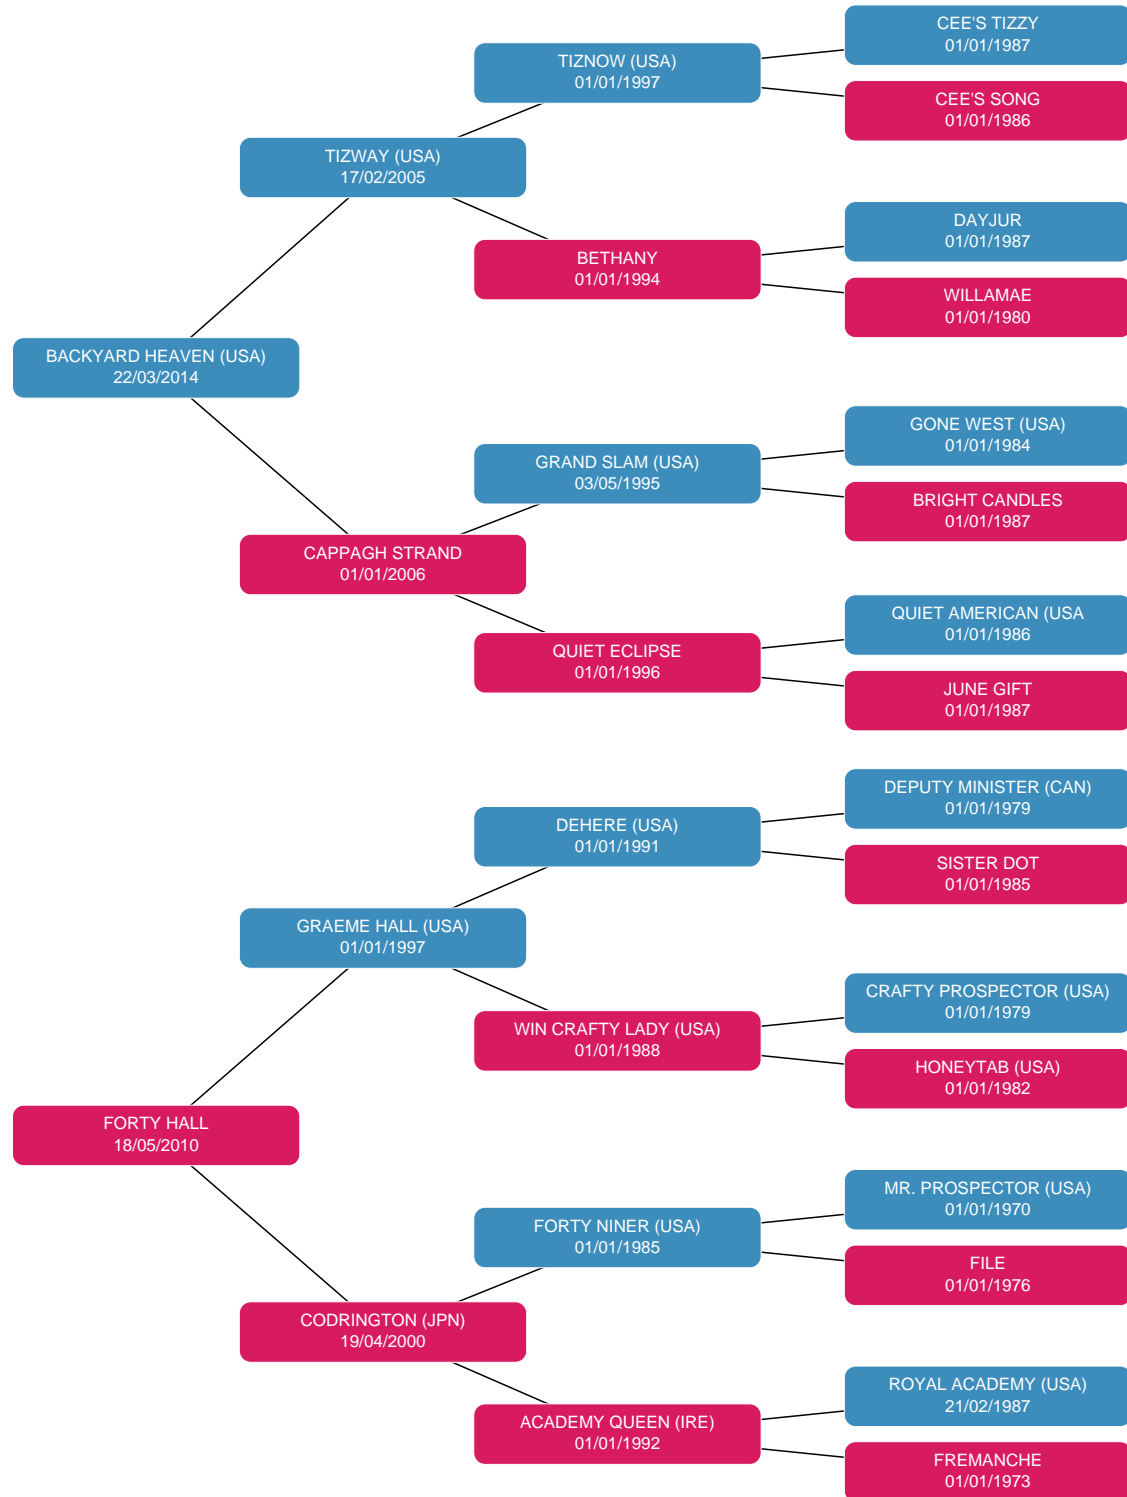 CEE'S TIZZY
01/01/1987
TIZNOW (USA)
01/01/1997
CEE'S SONG
01/01/1986
TIZWAY (USA)
17/02/2005
DAYJUR
01/01/1987
BETHANY
01/01/1994
WILLAMAE
01/01/1980
BACKYARD HEAVEN (USA)
22/03/2014
GONE WEST (USA)
01/01/1984
GRAND SLAM (USA)
03/05/1995
BRIGHT CANDLES
01/01/1987
CAPPAGH STRAND
01/01/2006
QUIET AMERICAN (USA
01/01/1986
QUIET ECLIPSE
01/01/1996
JUNE GIFT
01/01/1987
DEPUTY MINISTER (CAN)
01/01/1979
DEHERE (USA)
01/01/1991
SISTER DOT
01/01/1985
GRAEME HALL (USA)
01/01/1997
CRAFTY PROSPECTOR (USA)
01/01/1979
WIN CRAFTY LADY (USA)
01/01/1988
HONEYTAB (USA)
01/01/1982
FORTY HALL
18/05/2010
MR. PROSPECTOR (USA)
01/01/1970
FORTY NINER (USA)
01/01/1985
FILE
01/01/1976
CODRINGTON (JPN)
19/04/2000
ROYAL ACADEMY (USA)
21/02/1987
ACADEMY QUEEN (IRE)
01/01/1992
FREMANCHE
01/01/1973